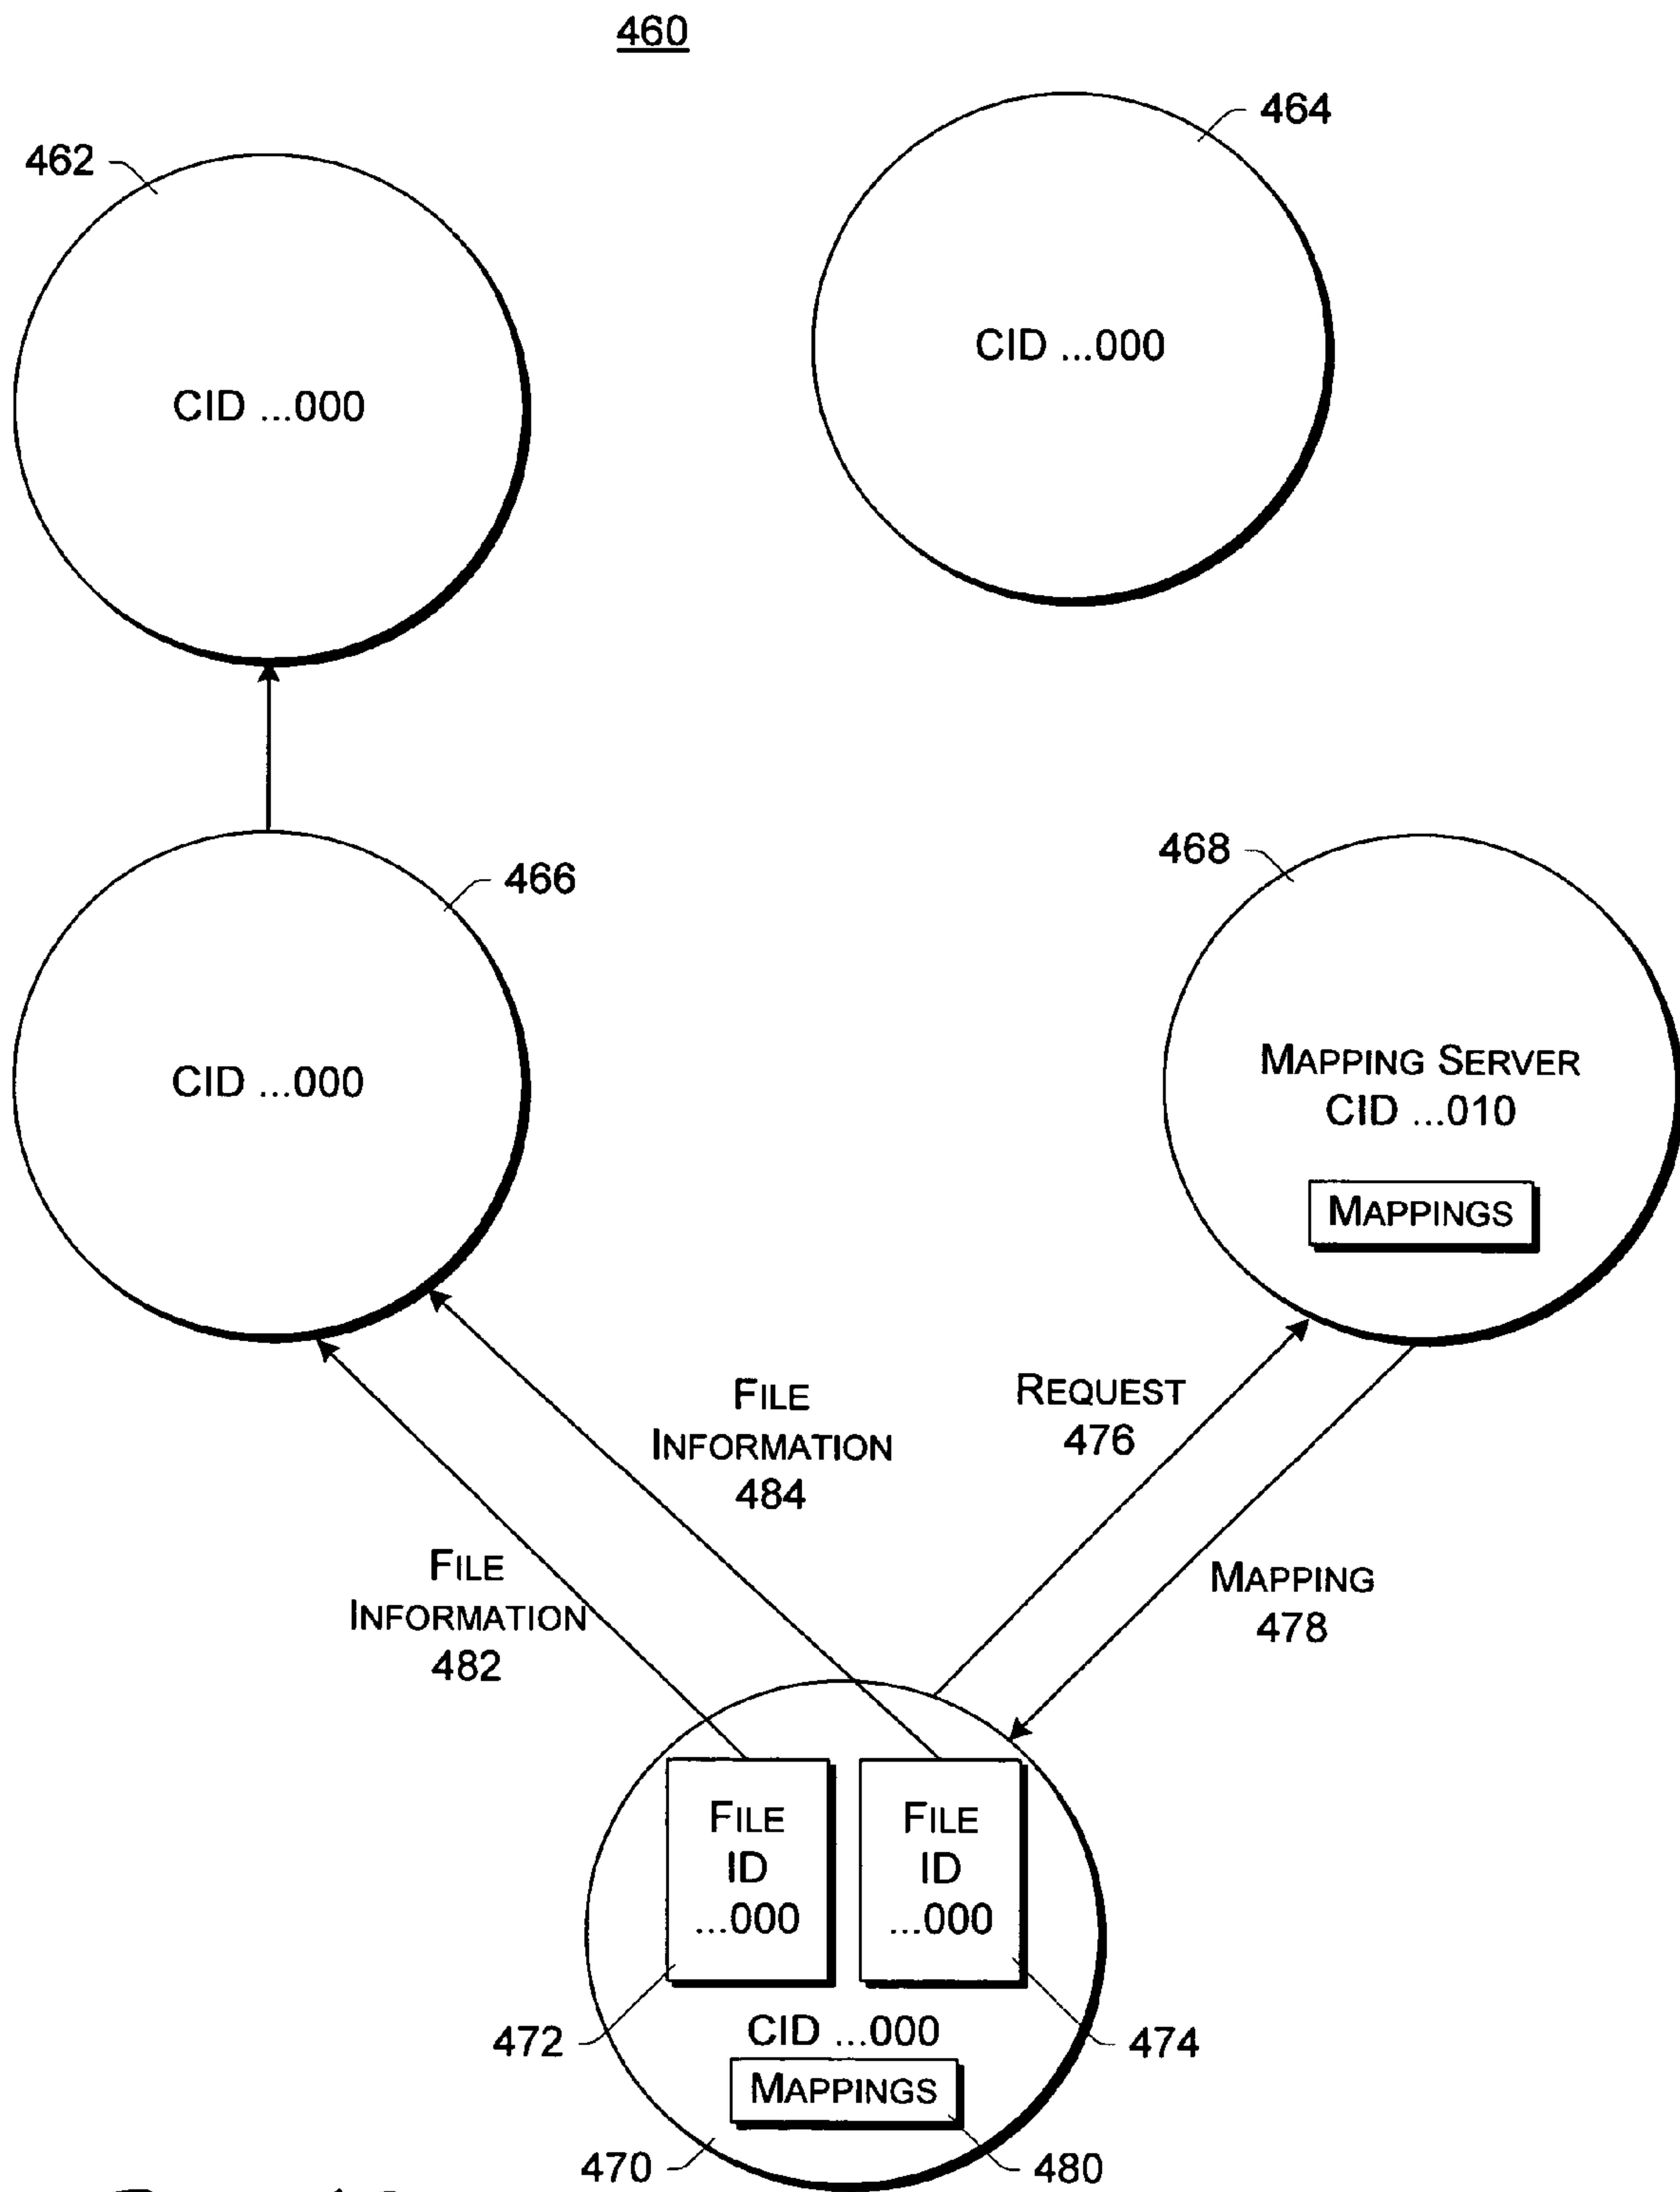 460
464
462
CID ...000
CID ...000
466
468
CID ...000
MAPPING SERVER
CID ...010
MAPPINGS
FILE
INFORMATION
484
REQUEST
476
FILE
INFORMATION
482
MAPPING
478
FILE
ID
...000
FILE
ID
...000
472
CID ...000
474
MAPPINGS
470
480